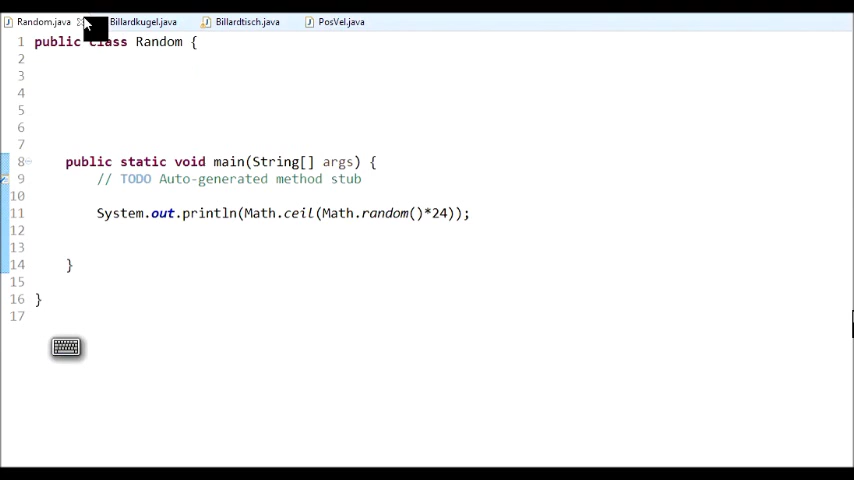 Random.java Billardkugel.java Billardtisch.java PosVel.java
1 public class Random {
2
3
4
5
6
7
8 public static void main(String[] args) {
9 // TODO Auto-generated method stub
10
11 System.out.println(Math.ceil(Math.random()*24));
12
13
14 }
15
16 }
17